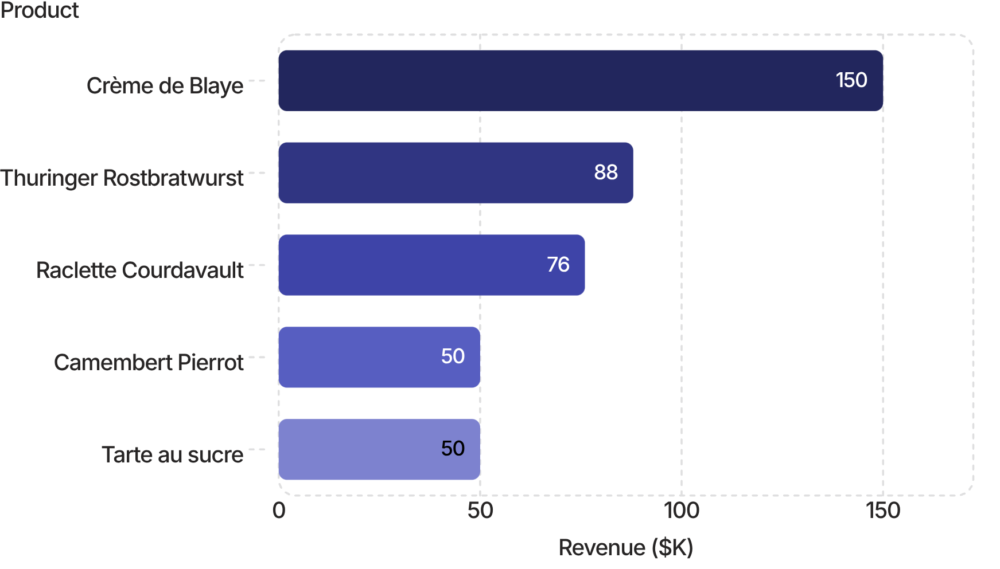 Product
Crème de Blaye
150
Thuringer Rostbratwurst
88
Raclette Courdavault
76
Camembert Pierrot
50
Tarte au sucre
50
0 50 100 150
Revenue ($K)